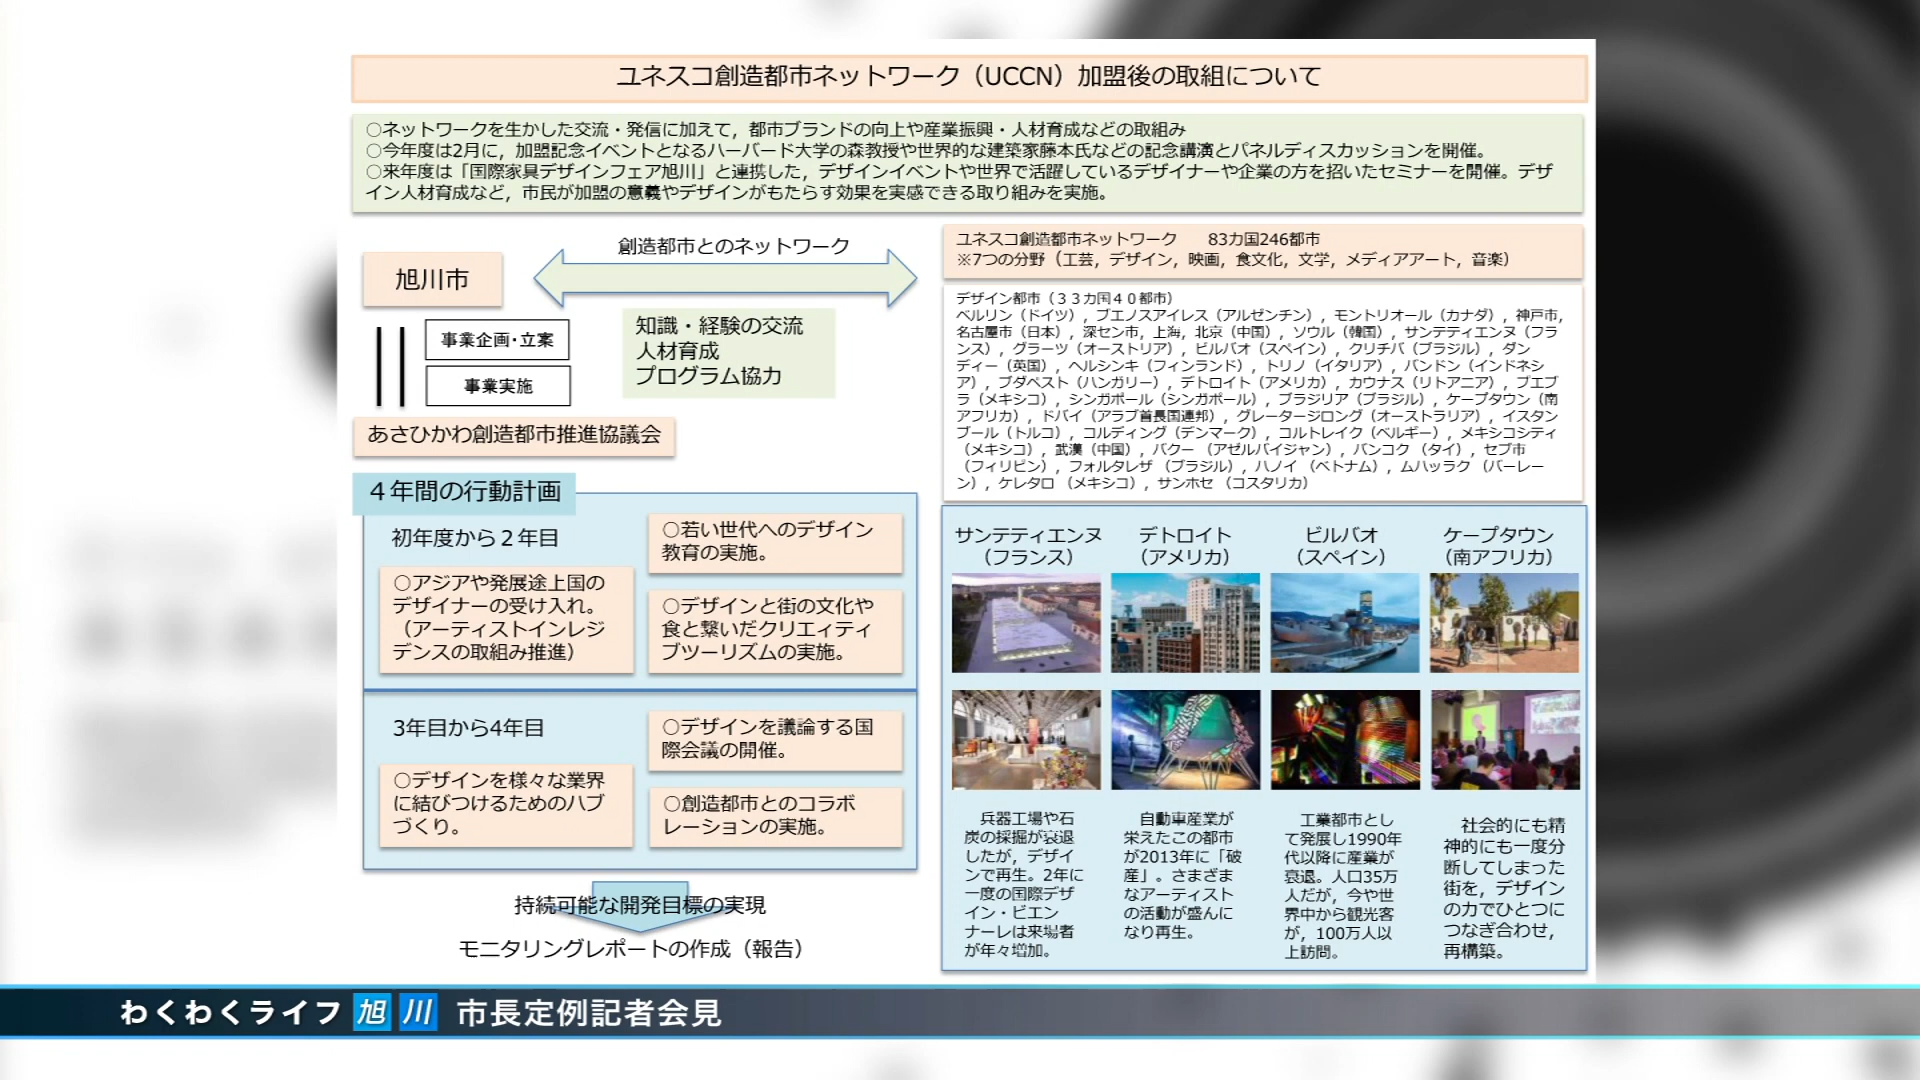 ユネスコ創造都市ネットワーク（UCCN）加盟後の取組について
○ネットワークを生かした交流・発信に加えて，都市ブランドの向上や産業振興・人材育成などの取組み
○今年度は2月に，加盟記念イベントとなるハーバード大学の森教授や世界的な建築家藤本氏などの記念講演とパネルディスカッションを開催。
○来年度は「国際家具デザインフェア旭川」と連携した，デザインイベントや世界で活躍しているデザイナーや企業の方を招いたセミナーを開催。デザ
イン人材育成など，市民が加盟の意義やデザインがもたらす効果を実感できる取り組みを実施。
旭川市
創造都市とのネットワーク
事業企画・立案
事業実施
知識・経験の交流
人材育成
プログラム協力
あさひかわ創造都市推進協議会
ユネスコ創造都市ネットワーク　83カ国246都市
※7つの分野（工芸，デザイン，映画，食文化，文学，メディアアート，音楽）
デザイン都市（３３カ国４０都市）
ベルリン（ドイツ）, ブエノスアイレス（アルゼンチン）, モントリオール（カナダ）, 神戸市,
名古屋市（日本）, 深セン市, 上海, 北京（中国）, ソウル（韓国）, サンテティエンヌ（フラ
ンス）, グラーツ（オーストリア）, ビルバオ（スペイン）, クリチバ（ブラジル）, ダン
ディー（英国）, ヘルシンキ（フィンランド）, トリノ（イタリア）, バンドン（インドネシ
ア）, ブダペスト（ハンガリー）, デトロイト（アメリカ）, カウナス（リトアニア）, プエブ
ラ（メキシコ）, シンガポール（シンガポール）, ブラジリア（ブラジル）, ケープタウン（南
アフリカ）, ドバイ（アラブ首長国連邦）, グレータージロング（オーストラリア）, イスタン
ブール（トルコ）, コルディング（デンマーク）, コルトレイク（ベルギー）, メキシコシティ
（メキシコ）, 武漢（中国）, バクー （アゼルバイジャン）, バンコク （タイ）, セブ市
（フィリピン）, フォルタレザ （ブラジル）, ハノイ （ベトナム）, ムハッラク （バーレー
ン）, ケレタロ （メキシコ）, サンホセ （コスタリカ）
４年間の行動計画
初年度から２年目
○アジアや発展途上国の
デザイナーの受け入れ。
（アーティストインレジ
デンスの取組み推進）
○若い世代へのデザイン
教育の実施。
○デザインと街の文化や
食と繋いだクリエィティ
ブツーリズムの実施。
3年目から4年目
○デザインを様々な業界
に結びつけるためのハブ
づくり。
○デザインを議論する国
際会議の開催。
○創造都市とのコラボ
レーションの実施。
持続可能な開発目標の実現
モニタリングレポートの作成（報告）
サンテティエンヌ
（フランス）
兵器工場や石
炭の採掘が衰退
したが，デザイ
ンで再生。2年に
一度の国際デザ
イン・ビエン
ナーレは来場者
が年々増加。
デトロイト
（アメリカ）
自動車産業が
栄えたこの都市
が2013年に「破
産」。さまざま
なアーティスト
の活動が盛んに
なり再生。
ビルバオ
（スペイン）
工業都市とし
て発展し1990年
代以降に産業が
衰退。人口35万
人だが，今や世
界中から観光客
が，100万人以
上訪問。
ケープタウン
（南アフリカ）
社会的にも精
神的にも一度分
断してしまった
街を，デザイン
の力でひとつに
つなぎ合わせ，
再構築。
わくわくライフ 旭川 市長定例記者会見